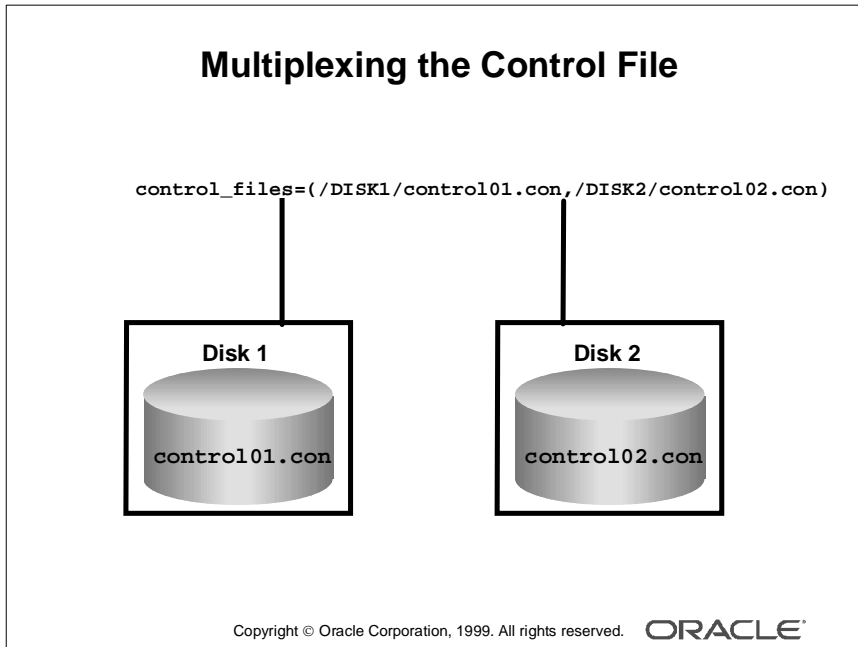 Multiplexing the Control File
control_files=(/DISK1/control01.con,/DISK2/control02.con)
Disk 1
Disk 2
control01.con
control02.con
Copyright © Oracle Corporation, 1999. All rights reserved.
ORACLE®